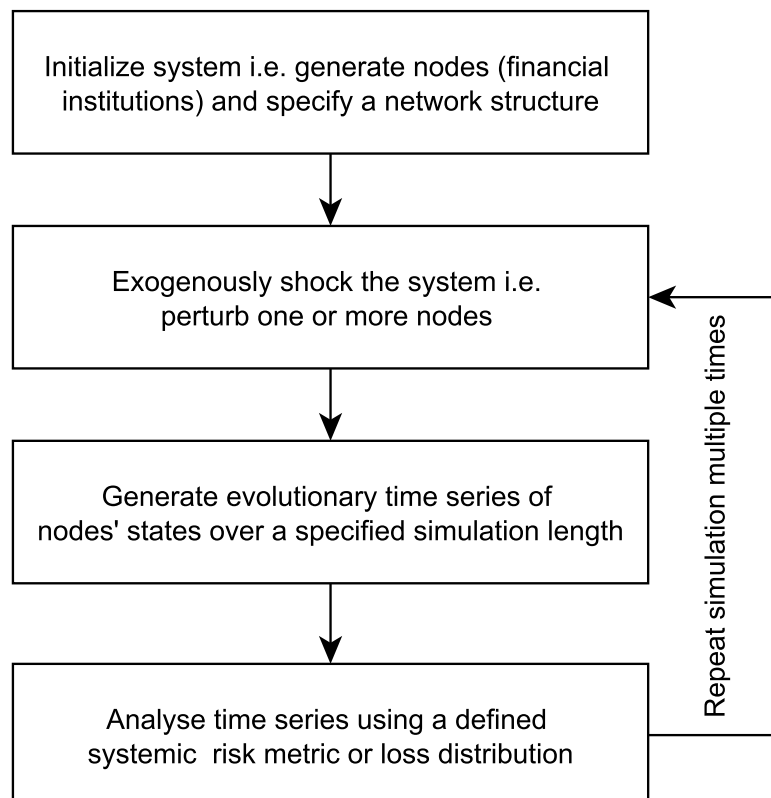 Initialize system i.e. generate nodes (financial
institutions) and specify a network structure
Exogenously shock the system i.e.
perturb one or more nodes
Generate evolutionary time series of
nodes' states over a specified simulation length
Analyse time series using a defined
systemic  risk metric or loss distribution
Repeat simulation multiple times